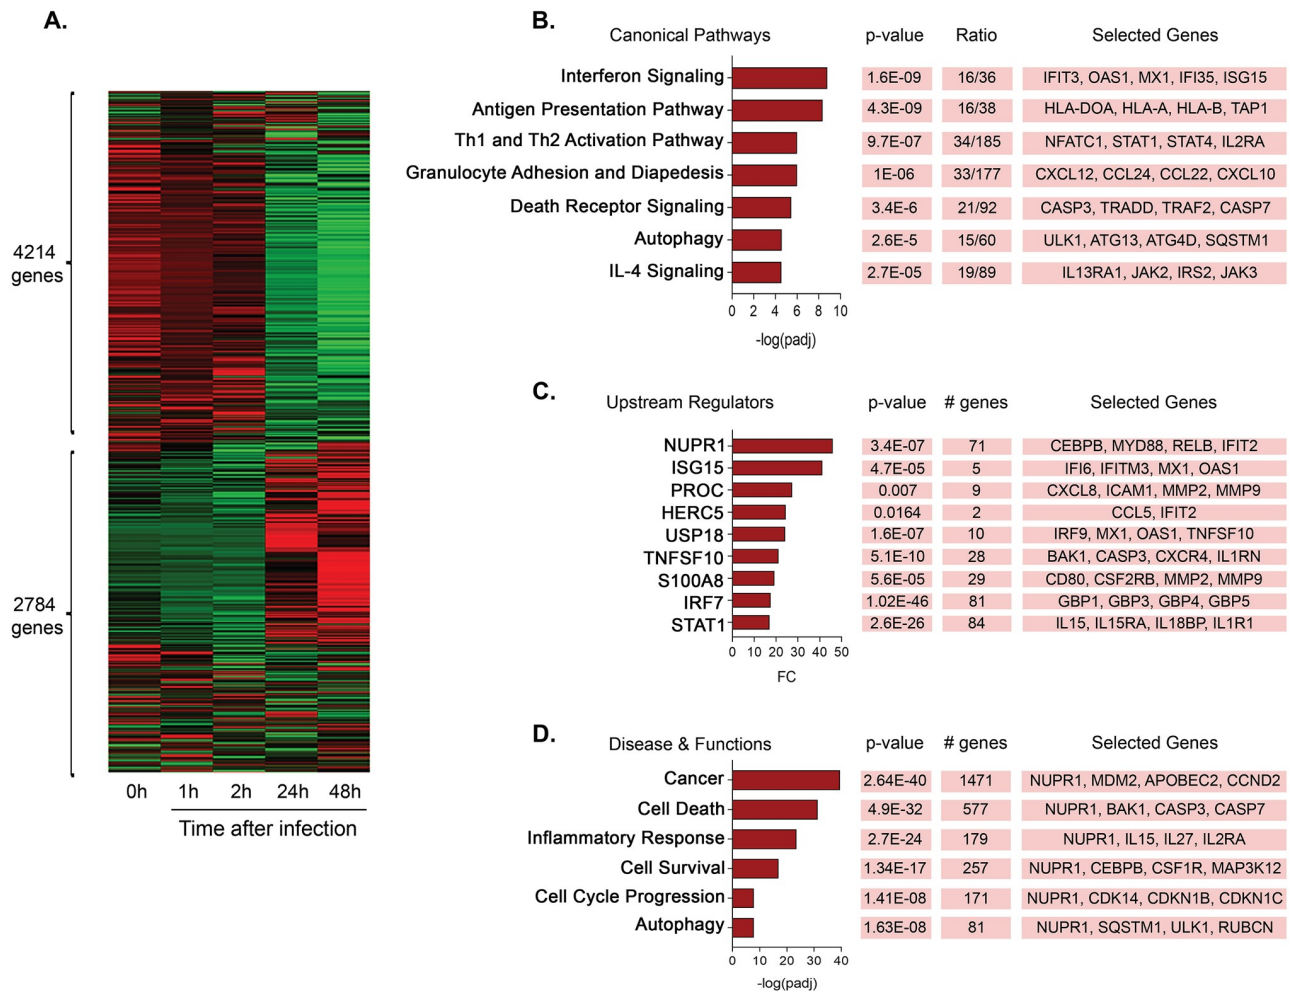 A.
4214
genes
2784
genes
0h 1h 2h 24h 48h
Time after infection
B.
Canonical Pathways p-value Ratio Selected Genes
Interferon Signaling 1.6E-09 16/36 IFIT3, OAS1, MX1, IFI35, ISG15
Antigen Presentation Pathway 4.3E-09 16/38 HLA-DOA, HLA-A, HLA-B, TAP1
Th1 and Th2 Activation Pathway 9.7E-07 34/185 NFATC1, STAT1, STAT4, IL2RA
Granulocyte Adhesion and Diapedesis 1E-06 33/177 CXCL12, CCL24, CCL22, CXCL10
Death Receptor Signaling 3.4E-6 21/92 CASP3, TRADD, TRAF2, CASP7
Autophagy 2.6E-5 15/60 ULK1, ATG13, ATG4D, SQSTM1
IL-4 Signaling 2.7E-05 19/89 IL13RA1, JAK2, IRS2, JAK3
0 2 4 6 8 10
-log(padj)
C.
Upstream Regulators p-value # genes Selected Genes
NUPR1 3.4E-07 71 CEBPB, MYD88, RELB, IFIT2
ISG15 4.7E-05 5 IFI6, IFITM3, MX1, OAS1
PROC 0.007 9 CXCL8, ICAM1, MMP2, MMP9
HERC5 0.0164 2 CCL5, IFIT2
USP18 1.6E-07 10 IRF9, MX1, OAS1, TNFSF10
TNFSF10 5.1E-10 28 BAK1, CASP3, CXCR4, IL1RN
S100A8 5.6E-05 29 CD80, CSF2RB, MMP2, MMP9
IRF7 1.02E-46 81 GBP1, GBP3, GBP4, GBP5
STAT1 2.6E-26 84 IL15, IL15RA, IL18BP, IL1R1
0 10 20 30 40 50
FC
D.
Disease & Functions p-value # genes Selected Genes
Cancer 2.64E-40 1471 NUPR1, MDM2, APOBEC2, CCND2
Cell Death 4.9E-32 577 NUPR1, BAK1, CASP3, CASP7
Inflammatory Response 2.7E-24 179 NUPR1, IL15, IL27, IL2RA
Cell Survival 1.34E-17 257 NUPR1, CEBPB, CSF1R, MAP3K12
Cell Cycle Progression 1.41E-08 171 NUPR1, CDK14, CDKN1B, CDKN1C
Autophagy 1.63E-08 81 NUPR1, SQSTM1, ULK1, RUBCN
0 10 20 30 40
-log(padj)